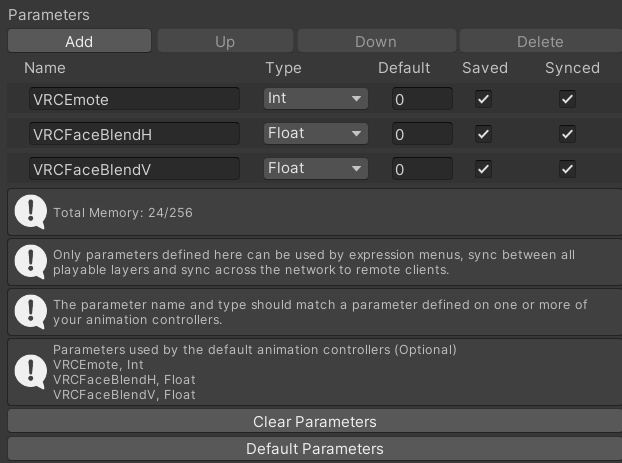 Parameters
Add Up Down Delete
Name Type Default Saved Synced
VRCEmote Int 0
VRCFaceBlendH Float 0
VRCFaceBlendV Float 0
Total Memory: 24/256
Only parameters defined here can be used by expression menus, sync between all
playable layers and sync across the network to remote clients.
The parameter name and type should match a parameter defined on one or more of
your animation controllers.
Parameters used by the default animation controllers (Optional)
VRCEmote, Int
VRCFaceBlendH, Float
VRCFaceBlendV, Float
Clear Parameters
Default Parameters